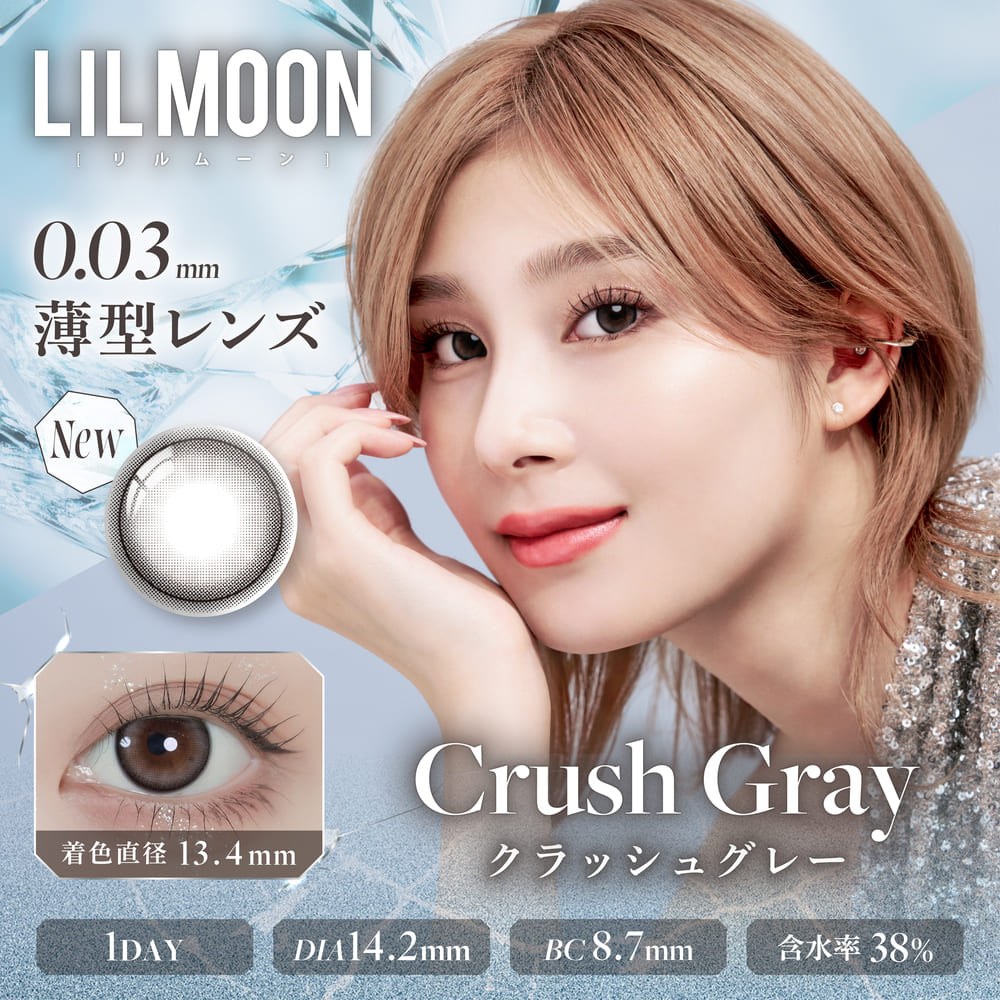 LILMOON
[リルムーン]
0.03mm
薄型レンズ
New
着色直径 13.4mm
Crush Gray
クラッシュグレー
1DAY
DIA14.2mm
BC 8.7mm
含水率 38%